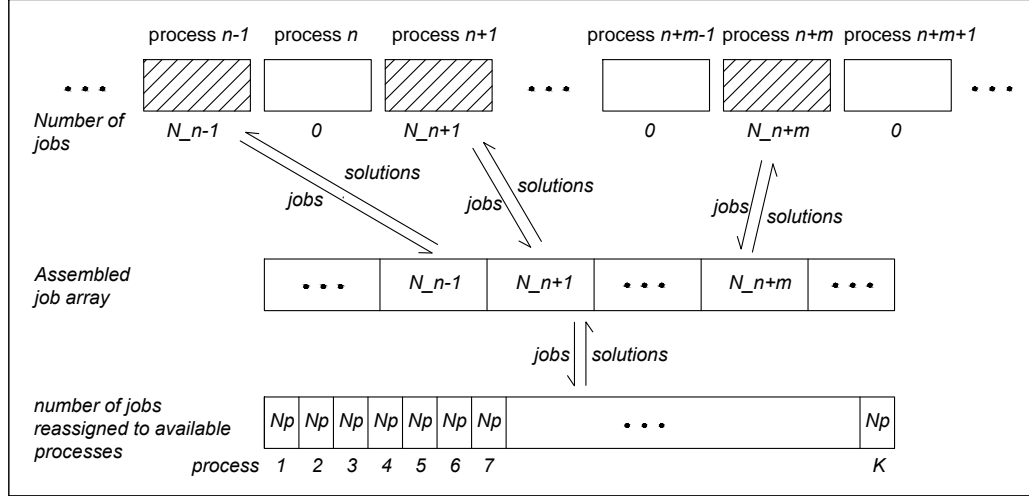 process n-1 process n process n+1 process n+m-1 process n+m process n+m+1
Number of
jobs
N_n-1 0 N_n+1 0 N_n+m 0
solutions
jobs
jobs
solutions
jobs
solutions
Assembled
job array
N_n-1 N_n+1 N_n+m
jobs solutions
number of jobs
reassigned to available
processes
Np Np Np Np Np Np Np Np
process 1 2 3 4 5 6 7 K